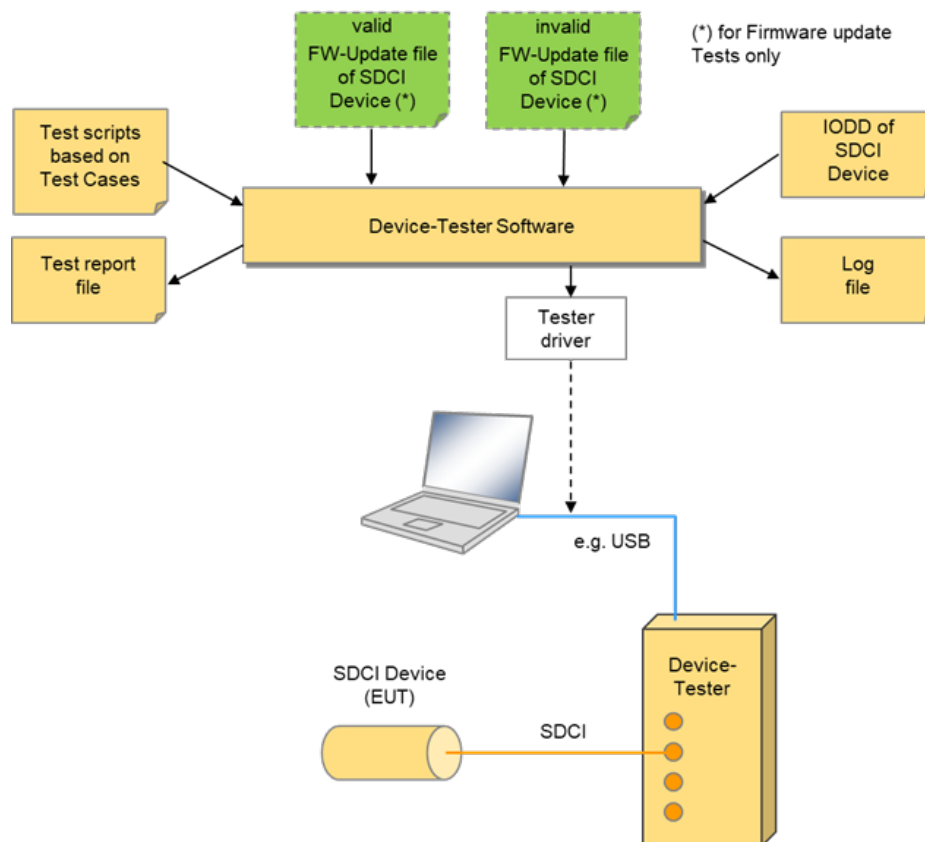 valid
FW-Update file
of SDCI
Device (*)
invalid
FW-Update file
of SDCI
Device (*)
(*) for Firmware update
Tests only
Test scripts
based on
Test Cases
IODD of
SDCI
Device
Device-Tester Software
Test report
file
Log
file
Tester
driver
e.g. USB
Device-
Tester
SDCI Device
(EUT)
SDCI